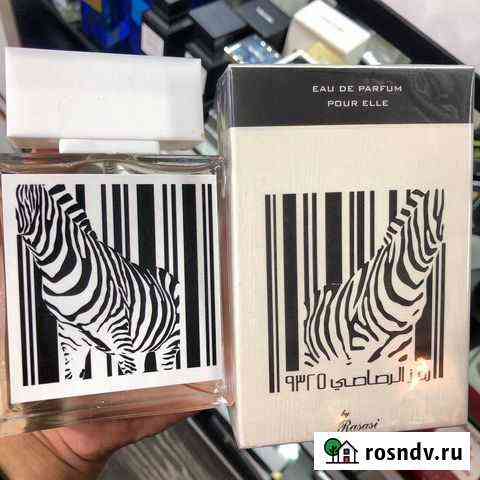 EAU DE PARFUM
POUR ELLE
رمز الرصاصي ٩٣٢٥
by
Rasasi
rosndv.ru